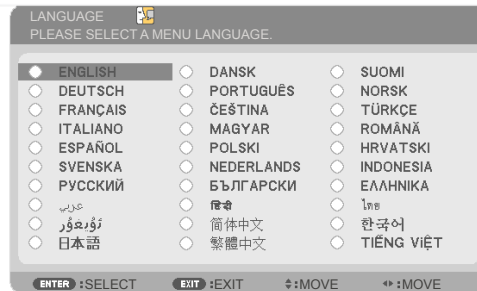 LANGUAGE
PLEASE SELECT A MENU LANGUAGE.
ENGLISH DANSK SUOMI
DEUTSCH PORTUGUÊS NORSK
FRANÇAIS ČEŠTINA TÜRKÇE
ITALIANO MAGYAR ROMÂNĂ
ESPAÑOL POLSKI HRVATSKI
SVENSKA NEDERLANDS INDONESIA
РУССКИЙ БЪЛГАРСКИ ΕΛΛΗΝΙΚΑ
عربي हिंदी ไทย
ئۇيغۇر 简体中文 한국어
日本語 繁體中文 TIẾNG VIỆT
ENTER :SELECT EXIT :EXIT :MOVE :MOVE